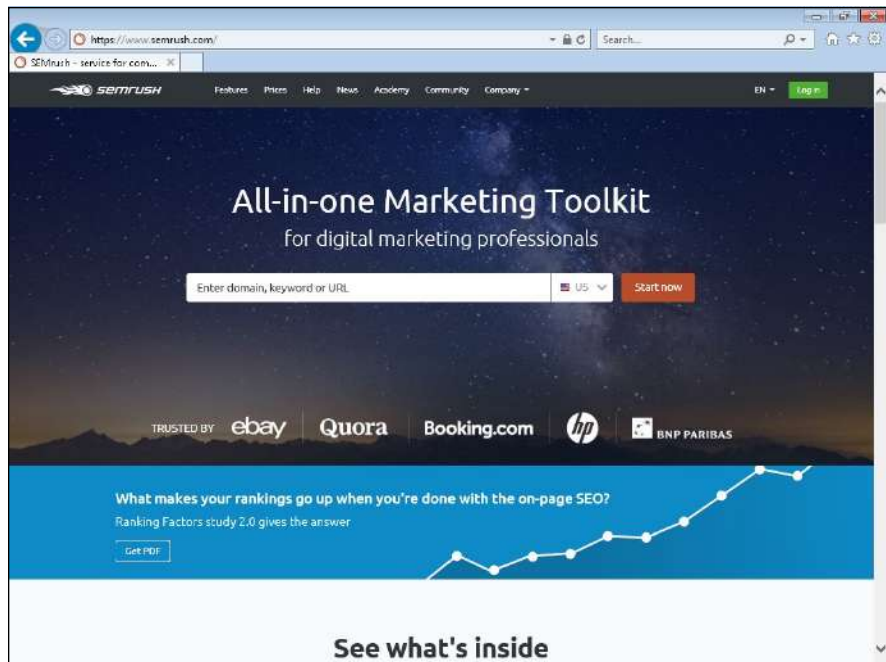 https://www.semrush.com/
Search...
SEMrush - service for com...
semrush Features Prices Help News Academy Community Company EN Log in
All-in-one Marketing Toolkit
for digital marketing professionals
Enter domain, keyword or URL US Start now
TRUSTED BY ebay Quora Booking.com hp BNP PARIBAS
What makes your rankings go up when you're done with the on-page SEO?
Ranking Factors study 2.0 gives the answer
Get PDF
See what's inside